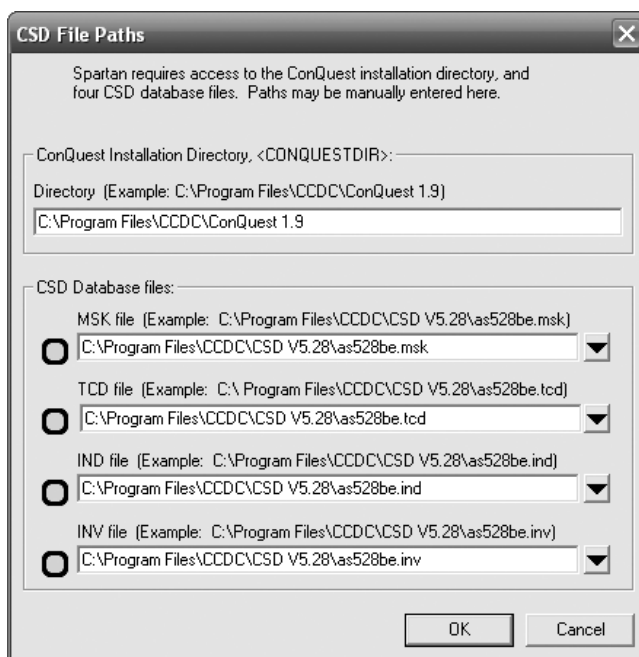 CSD File Paths
Spartan requires access to the ConQuest installation directory, and
four CSD database files. Paths may be manually entered here.
ConQuest Installation Directory, <CONQUESTDIR>:
Directory (Example: C:\Program Files\CCDC\ConQuest 1.9)
C:\Program Files\CCDC\ConQuest 1.9
CSD Database files:
MSK file (Example: C:\Program Files\CCDC\CSD V5.28\as528be.msk)
C:\Program Files\CCDC\CSD V5.28\as528be.msk
TCD file (Example: C:\ Program Files\CCDC\CSD V5.28\as528be.tcd)
C:\Program Files\CCDC\CSD V5.28\as528be.tcd
IND file (Example: C:\Program Files\CCDC\CSD V5.28\as528be.ind)
C:\Program Files\CCDC\CSD V5.28\as528be.ind
INV file (Example: C:\Program Files\CCDC\CSD V5.28\as528be.inv)
C:\Program Files\CCDC\CSD V5.28\as528be.inv
OK Cancel